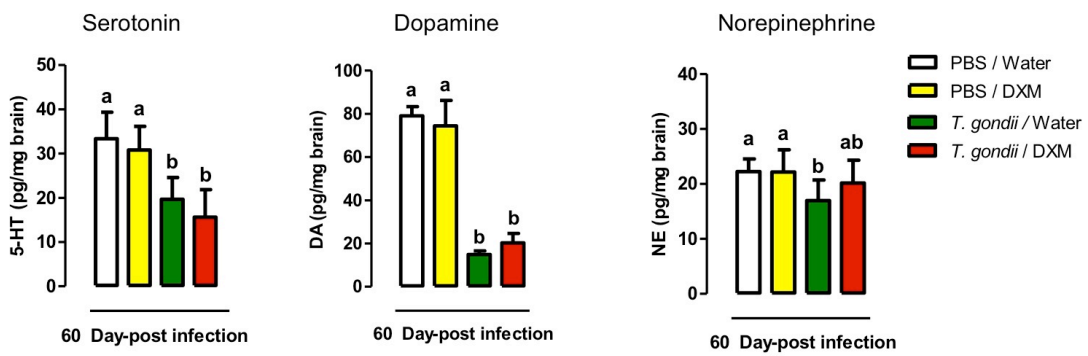 Serotonin
5-HT (pg/mg brain)
50
40
30
20
10
0
a
a
b
b
60 Day-post infection
Dopamine
DA (pg/mg brain)
100
80
60
40
20
0
a
a
b
b
60 Day-post infection
Norepinephrine
NE (pg/mg brain)
40
30
20
10
0
a
a
b
ab
60 Day-post infection
PBS / Water
PBS / DXM
T. gondii / Water
T. gondii / DXM